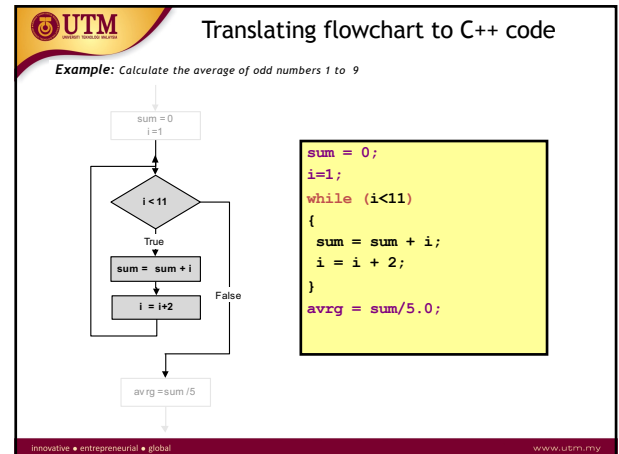 UTM
UNIVERSITI TEKNOLOGI MALAYSIA
Translating flowchart to C++ code
Example: Calculate the average of odd numbers 1 to 9
sum = 0
i =1
i < 11
True
sum = sum + i
i = i+2
False
avrg =sum /5
sum = 0;
i=1;
while (i<11)
{
sum = sum + i;
i = i + 2;
}
avrg = sum/5.0;
innovative ● entrepreneurial ● global
www.utm.my